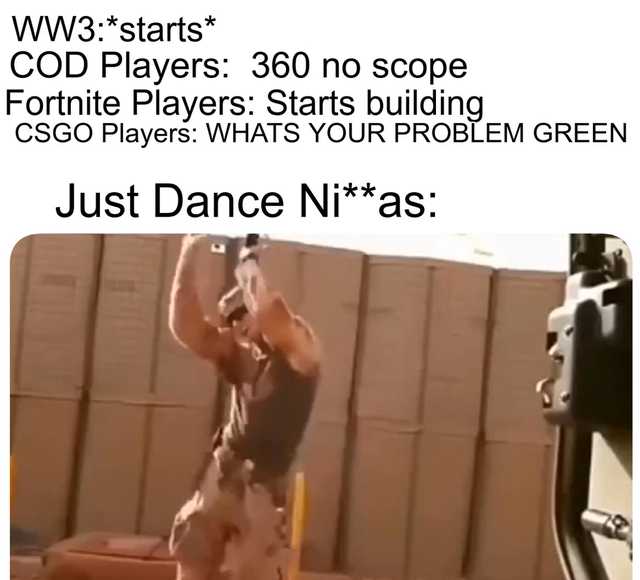 WW3:*starts*
COD Players: 360 no scope
Fortnite Players: Starts building
CSGO Players: WHATS YOUR PROBLEM GREEN
Just Dance Ni**as: